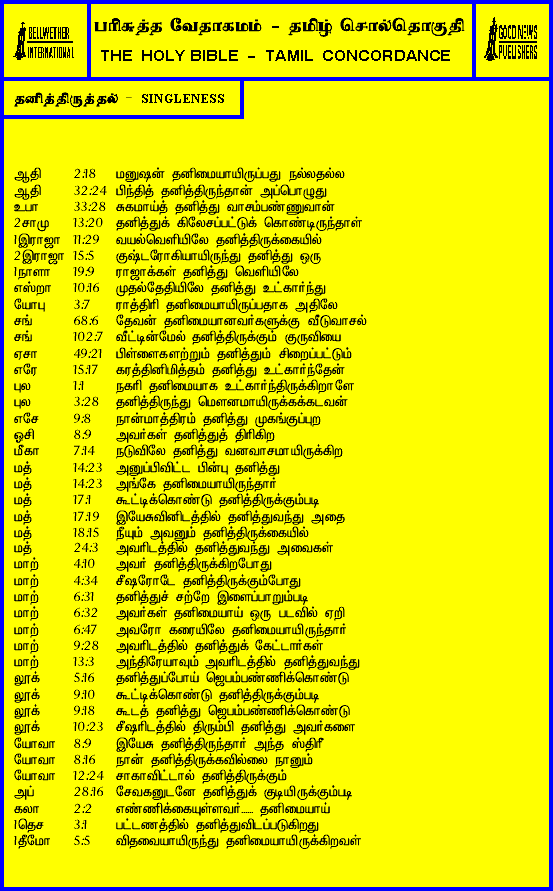 BELLWETHER
INTERNATIONAL
பரிசுத்த வேதாகமம் - தமிழ் சொல்தொகுதி
THE HOLY BIBLE - TAMIL CONCORDANCE
GOOD NEWS
PUBLISHERS
தனித்திருத்தல் - SINGLENESS
ஆதி 2:18 மனுஷன் தனிமையாயிருப்பது நல்லதல்ல
ஆதி 32:24 பிந்தித் தனித்திருந்தான் அப்பொழுது
உபா 33:28 சுகமாய்த் தனித்து வாசம்பண்ணுவான்
2சாமு 13:20 தனித்துக் கிலேசப்பட்டுக் கொண்டிருந்தாள்
1இராஜா 11:29 வயல்வெளியிலே தனித்திருக்கையில்
2இராஜா 15:5 குஷ்டரோகியாயிருந்து தனித்து ஒரு
1நாளா 19:9 ராஜாக்கள் தனித்து வெளியிலே
எஸ்றா 10:16 முதல்தேதியிலே தனித்து உட்கார்ந்து
யோபு 3:7 ராத்திரி தனிமையாயிருப்பதாக அதிலே
சங் 68:6 தேவன் தனிமையானவர்களுக்கு வீடுவாசல்
சங் 102:7 வீட்டின்மேல் தனித்திருக்கும் குருவியை
ஏசா 49:21 பிள்ளைகளற்றும் தனித்தும் சிறைப்பட்டும்
எரே 15:17 கரத்தினிமித்தம் தனித்து உட்கார்ந்தேன்
புல 1:1 நகரி தனிமையாக உட்கார்ந்திருக்கிறாளே
புல 3:28 தனித்திருந்து மௌனமாயிருக்கக்கடவன்
எசே 9:8 நான்மாத்திரம் தனித்து முகங்குப்புற
ஓசி 8:9 அவர்கள் தனித்துத் திரிகிற
மீகா 7:14 நடுவிலே தனித்து வனவாசமாயிருக்கிற
மத் 14:23 அனுப்பிவிட்ட பின்பு தனித்து
மத் 14:23 அங்கே தனிமையாயிருந்தார்
மத் 17:1 கூட்டிக்கொண்டு தனித்திருக்கும்படி
மத் 17:19 இயேசுவினிடத்தில் தனித்துவந்து அதை
மத் 18:15 நீயும் அவனும் தனித்திருக்கையில்
மத் 24:3 அவரிடத்தில் தனித்துவந்து அவைகள்
மாற் 4:10 அவர் தனித்திருக்கிறபோது
மாற் 4:34 சீஷரோடே தனித்திருக்கும்போது
மாற் 6:31 தனித்துச் சற்றே இளைப்பாறும்படி
மாற் 6:32 அவர்கள் தனிமையாய் ஒரு படவில் ஏறி
மாற் 6:47 அவரோ கரையிலே தனிமையாயிருந்தார்
மாற் 9:28 அவரிடத்தில் தனித்துக் கேட்டார்கள்
மாற் 13:3 அந்திரேயாவும் அவரிடத்தில் தனித்துவந்து
லூக் 5:16 தனித்துப்போய் ஜெபம்பண்ணிக்கொண்டு
லூக் 9:10 கூட்டிக்கொண்டு தனித்திருக்கும்படி
லூக் 9:18 கூடத் தனித்து ஜெபம்பண்ணிக்கொண்டு
லூக் 10:23 சீஷரிடத்தில் திரும்பி தனித்து அவர்களை
யோவா 8:9 இயேசு தனித்திருந்தார் அந்த ஸ்திரீ
யோவா 8:16 நான் தனித்திருக்கவில்லை நானும்
யோவா 12:24 சாகாவிட்டால் தனித்திருக்கும்
அப் 28:16 சேவகனுடனே தனித்துக் குடியிருக்கும்படி
கலா 2:2 எண்ணிக்கையுள்ளவர்...... தனிமையாய்
1தெச 3:1 பட்டணத்தில் தனித்துவிடப்படுகிறது
1தீமோ 5:5 விதவையாயிருந்து தனிமையாயிருக்கிறவள்